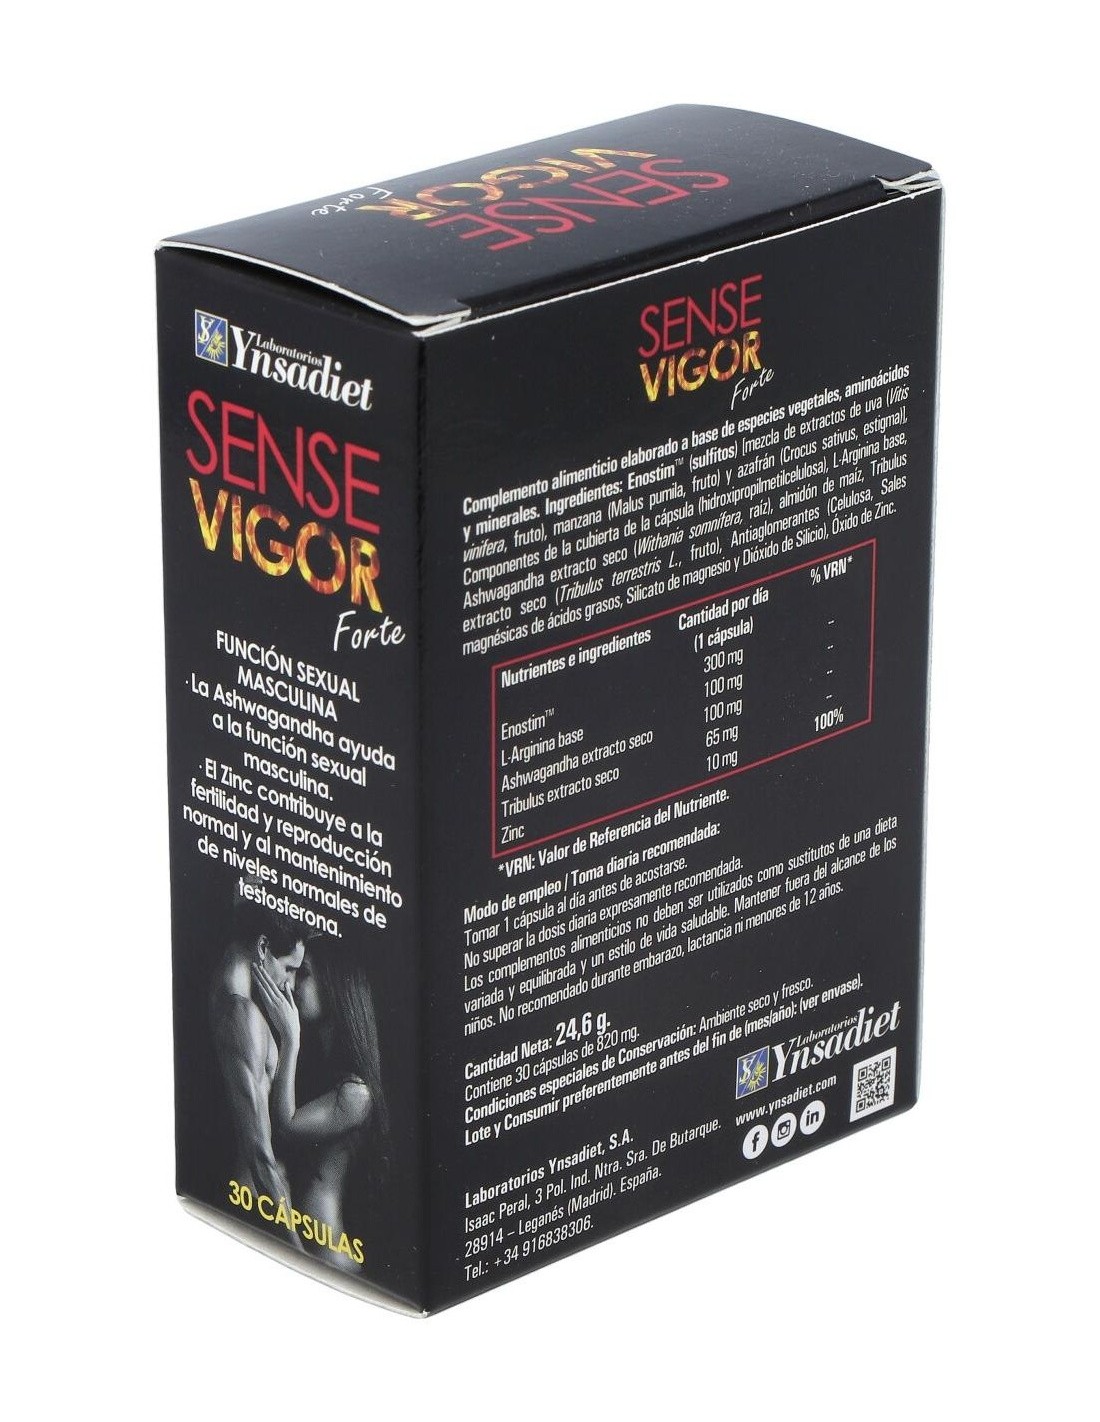 SENSE
VIGOR
Forte
Laboratorios
Ynsadiet
SENSE
VIGOR
Forte
FUNCIÓN SEXUAL
MASCULINA
·La Ashwagandha ayuda
a la función sexual
masculina.
·El Zinc contribuye a la
fertilidad y reproducción
normal y al mantenimiento
de niveles normales de
testosterona.
30 CÁPSULAS
SENSE
VIGOR
Forte
Complemento alimenticio elaborado a base de especies vegetales, aminoácidos
y minerales. Ingredientes: Enostim™ (sulfitos) [mezcla de extractos de uva (Vitis
vinifera, fruto), manzana (Malus pumila, fruto) y azafrán (Crocus sativus, estigma)],
Componentes de la cubierta de la cápsula (hidroxipropilmetilcelulosa), L-Arginina base,
Ashwagandha extracto seco (Withania somnífera, raíz), almidón de maíz, Tribulus
extracto seco (Tribulus terrestris L., fruto), Antiaglomerantes (Celulosa, Sales
magnésicas de ácidos grasos, Silicato de magnesio y Dióxido de Silicio), Óxido de Zinc.
Nutrientes e ingredientes Cantidad por día % VRN*
(1 cápsula)
Enostim™ 300 mg --
L-Arginina base 100 mg --
Ashwagandha extracto seco 100 mg --
Tribulus extracto seco 65 mg
Zinc 10 mg 100%
*VRN: Valor de Referencia del Nutriente.
Modo de empleo / Toma diaria recomendada:
Tomar 1 cápsula al día antes de acostarse.
No superar la dosis diaria expresamente recomendada.
Los complementos alimenticios no deben ser utilizados como sustitutos de una dieta
variada y equilibrada y un estilo de vida saludable. Mantener fuera del alcance de los
niños. No recomendado durante embarazo, lactancia ni menores de 12 años.
Cantidad Neta: 24,6 g.
Contiene 30 cápsulas de 820 mg.
Condiciones especiales de Conservación: Ambiente seco y fresco.
Lote y Consumir preferentemente antes del fin de (mes/año): (ver envase).
Laboratorios
Ynsadiet
www.ynsadiet.com
Laboratorios Ynsadiet, S.A.
Isaac Peral, 3 Pol. Ind. Ntra. Sra. De Butarque.
28914 – Leganés (Madrid). España.
Tel.: +34 916838306.